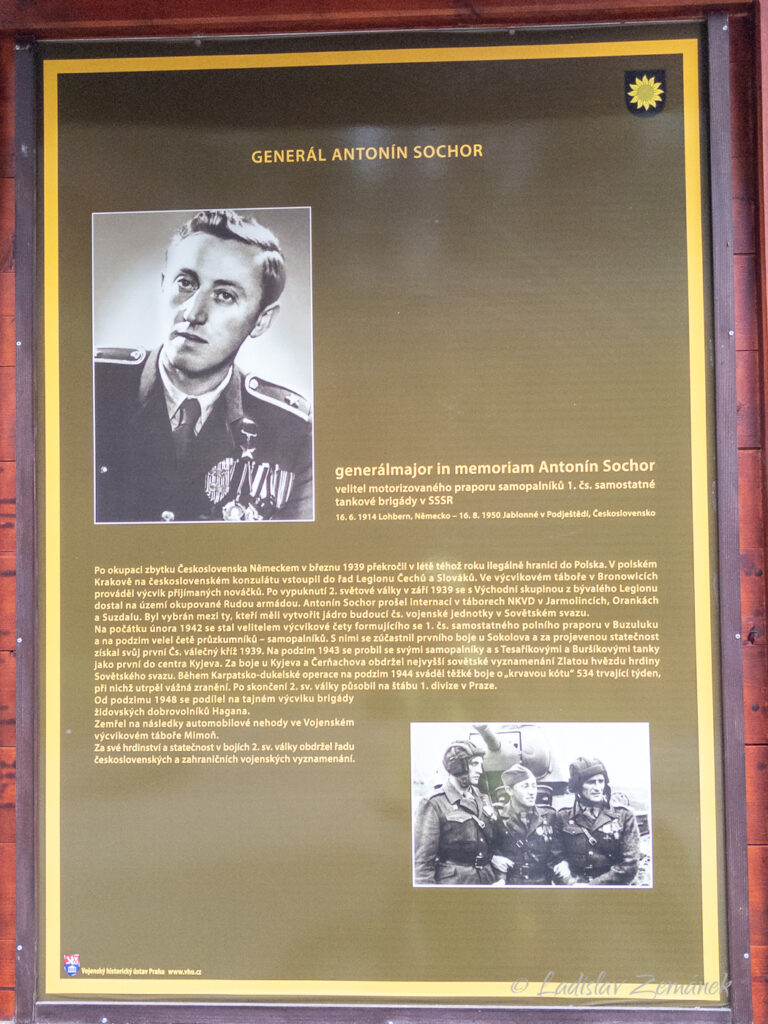 GENERÁL ANTONÍN SOCHOR
generálmajor in memoriam Antonín Sochor
velitel motorizovaného praporu samopalníků 1. čs. samostatné
tankové brigády v SSSR
16. 6. 1914 Lohbern, Německo – 16. 8. 1950 Jablonné v Podještědí, Československo
Po okupaci zbytku Československa Německem v březnu 1939 překročil v létě téhož roku ilegálně hranici do Polska. V polském
Krakově na československém konzulátu vstoupil do řad Legionu Čechů a Slováků. Ve výcvikovém táboře v Bronowicích
prováděl výcvik přijímaných nováčků. Po vypuknutí 2. světové války v září 1939 se s Východní skupinou z bývalého Legionu
dostal na území okupované Rudou armádou. Antonín Sochor prošel internací v táborech NKVD v Jarmolincích, Orankách
a Suzdalu. Byl vybrán mezi ty, kteří měli vytvořit jádro budoucí čs. vojenské jednotky v Sovětském svazu.
Na počátku února 1942 se stal velitelem výcvikové čety formujícího se 1. čs. samostatného polního praporu v Buzuluku
a na podzim velel četě průzkumníků – samopalníků. S nimi se zúčastnil prvního boje u Sokolova a za projevenou statečnost
získal svůj první Čs. válečný kříž 1939. Na podzim 1943 se probil se svými samopalníky a s Tesaříkovými a Buršíkovými tanky
jako první do centra Kyjeva. Za boje u Kyjeva a Čerňachova obdržel nejvyšší sovětské vyznamenání Zlatou hvězdu hrdiny
Sovětského svazu. Během Karpatsko-dukelské operace na podzim 1944 sváděl těžké boje o „krvavou kótu“ 534 trvající týden,
při nichž utrpěl vážná zranění. Po skončení 2. sv. války působil na štábu 1. divize v Praze.
Od podzimu 1948 se podílel na tajném výcviku brigády
židovských dobrovolníků Hagana.
Zemřel na následky automobilové nehody ve Vojenském
výcvikovém táboře Mimoň.
Za své hrdinství a statečnost v bojích 2. sv. války obdržel řadu
československých a zahraničních vojenských vyznamenání.
Vojenský historický ústav Praha www.vhu.cz
© Ladislav Zemánek